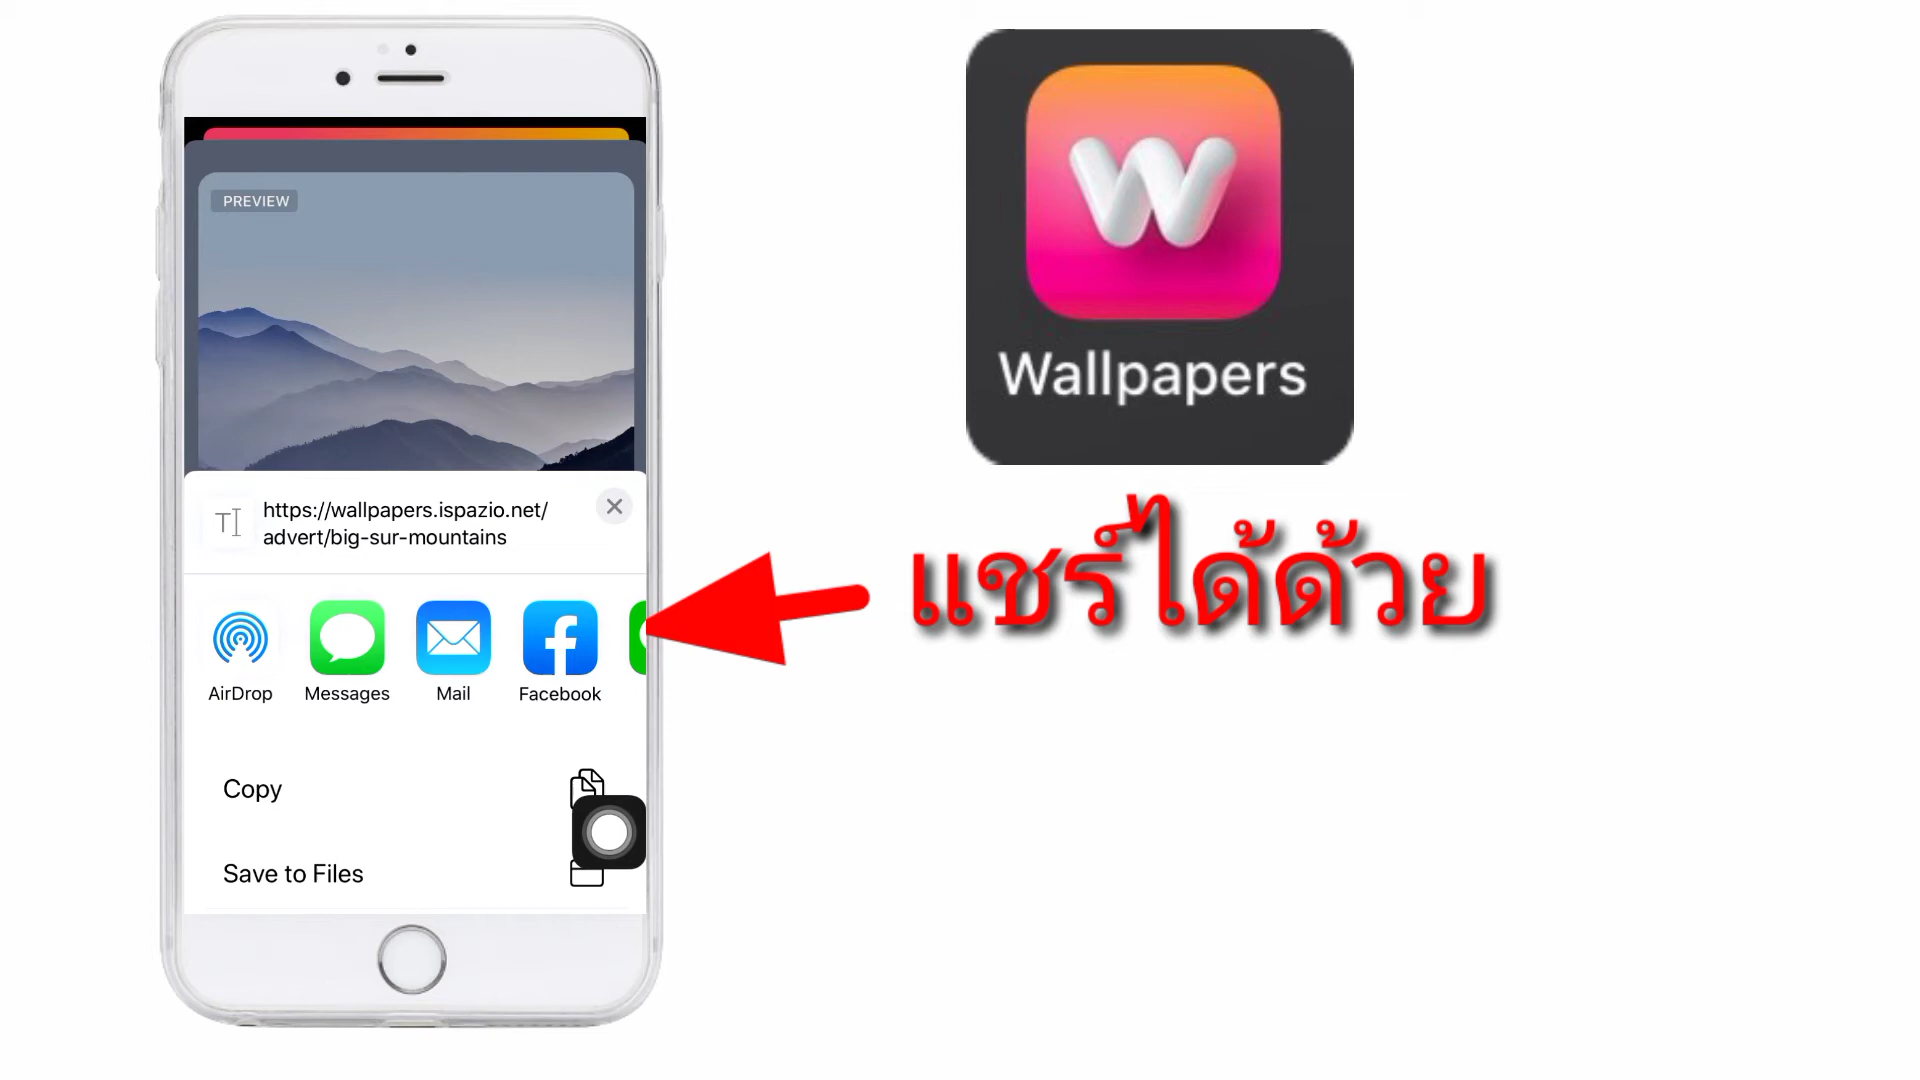 PREVIEW
https://wallpapers.ispazio.net/
advert/big-sur-mountains
AirDrop
Messages
Mail
Facebook
Copy
Save to Files
W
Wallpapers
แชร์ได้ด้วย